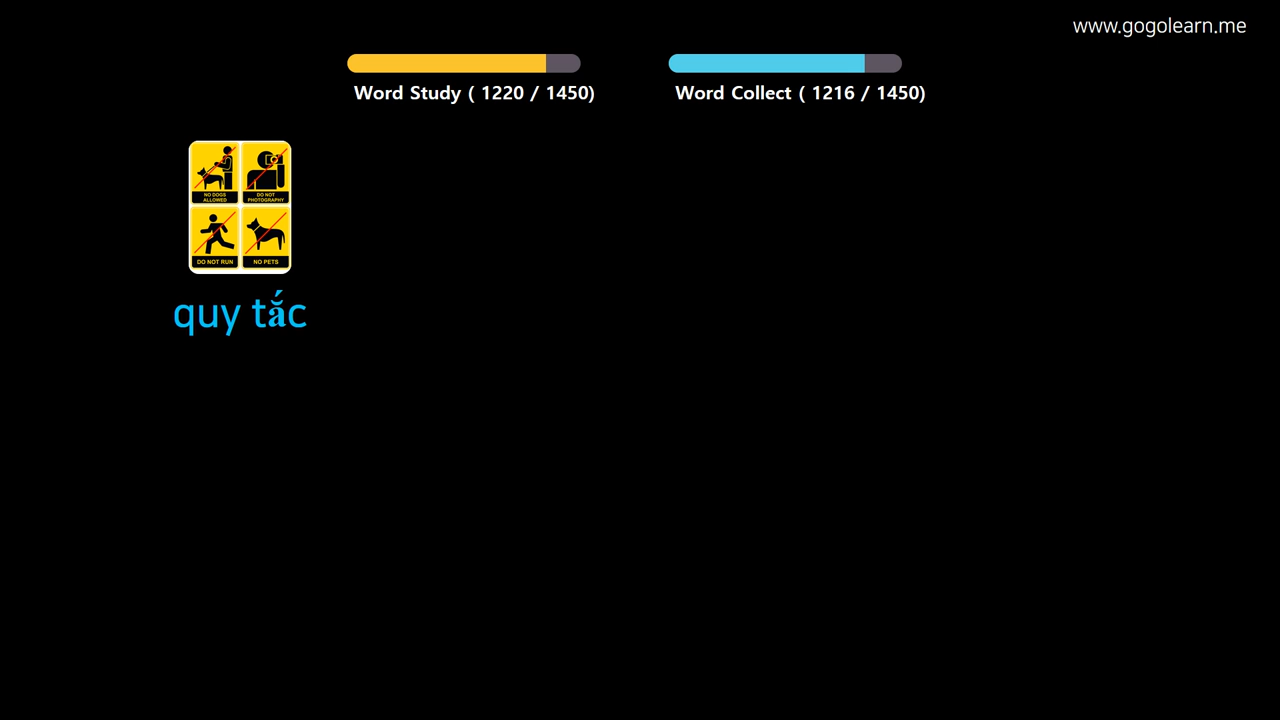 www.gogolearn.me
Word Study ( 1220 / 1450)
Word Collect ( 1216 / 1450)
NO DOGS
ALLOWED
DO NOT
PHOTOGRAPHY
DO NOT RUN
NO PETS
quy tắc